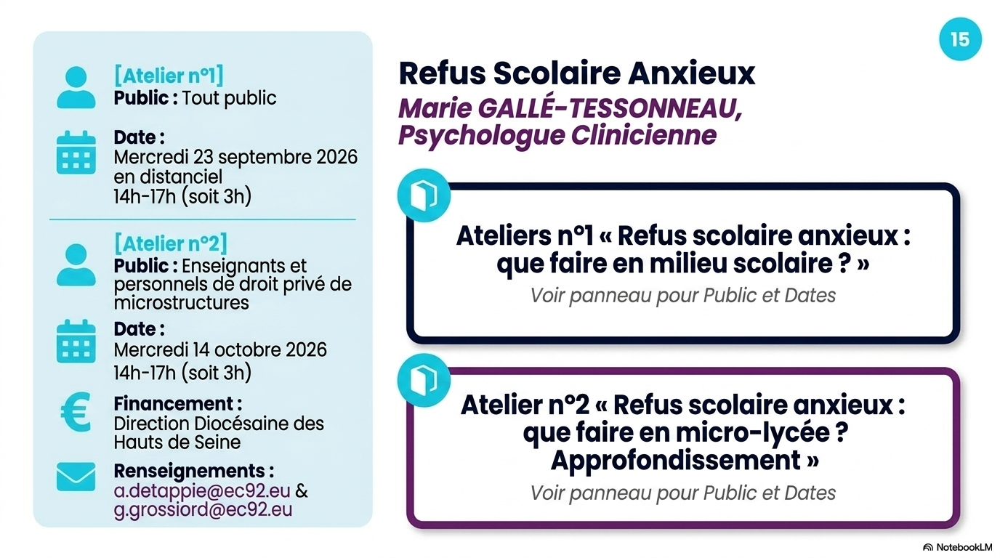 15
[Atelier n°1]
Public : Tout public
Date :
Mercredi 23 septembre 2026
en distanciel
14h-17h (soit 3h)
[Atelier n°2]
Public : Enseignants et
personnels de droit privé de
microstructures
Date :
Mercredi 14 octobre 2026
14h-17h (soit 3h)
€
Financement :
Direction Diocésaine des
Hauts de Seine
Renseignements :
a.detappie@ec92.eu &
g.grossiord@ec92.eu
Refus Scolaire Anxieux
Marie GALLÉ-TESSONNEAU,
Psychologue Clinicienne
Ateliers n°1 « Refus scolaire anxieux :
que faire en milieu scolaire ? »
Voir panneau pour Public et Dates
Atelier n°2 « Refus scolaire anxieux :
que faire en micro-lycée ?
Approfondissement »
Voir panneau pour Public et Dates
NotebookLM